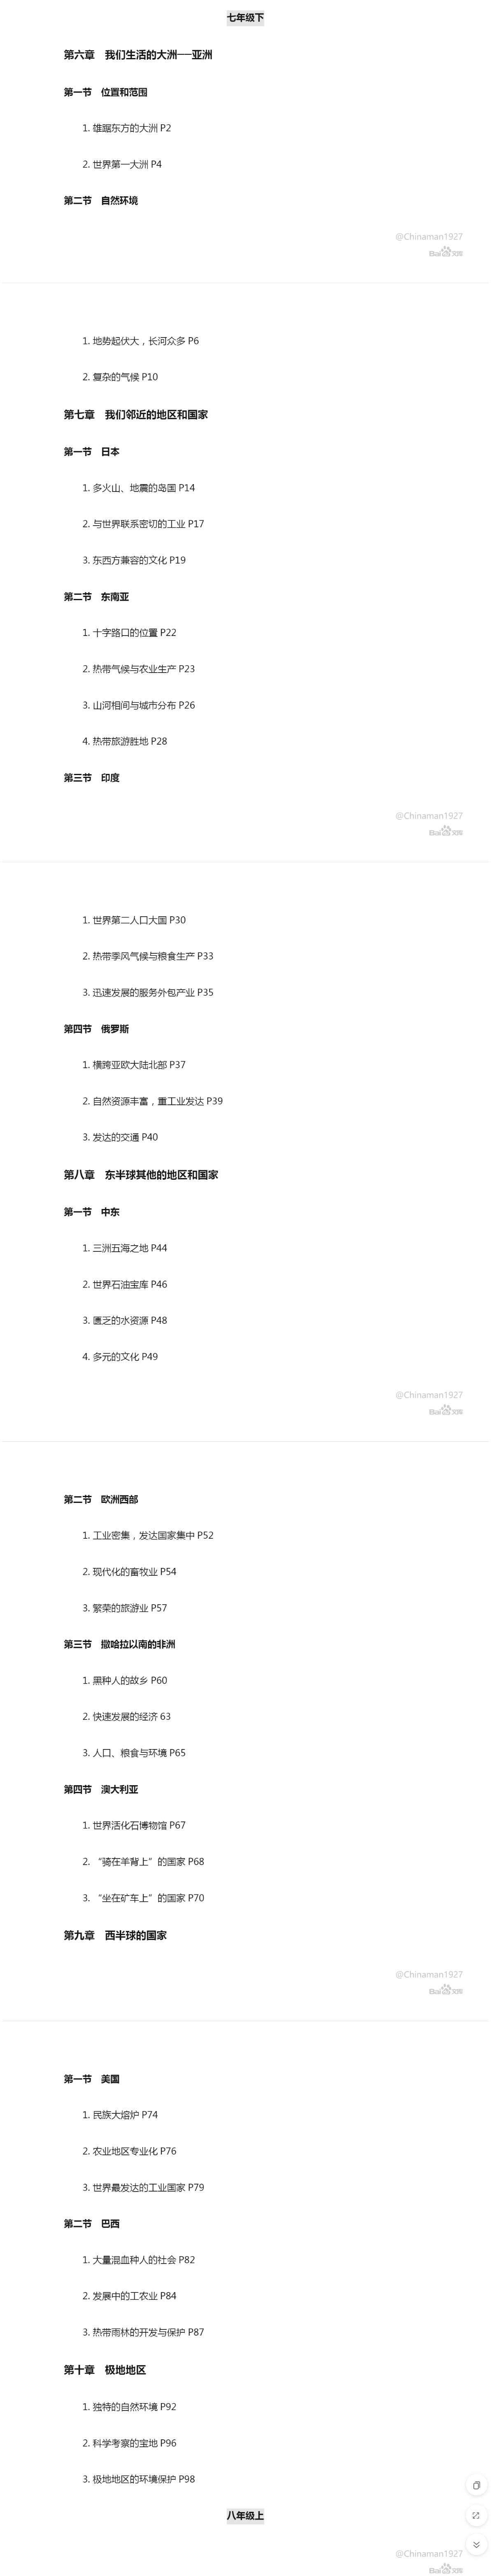 七年级下
第六章 我们生活的大洲——亚洲
第一节 位置和范围
1. 雄踞东方的大洲 P2
2. 世界第一大洲 P4
第二节 自然环境
@Chinaman1927
Bai度文库
1. 地势起伏大，长河众多 P6
2. 复杂的气候 P10
第七章 我们邻近的地区和国家
第一节 日本
1. 多火山、地震的岛国 P14
2. 与世界联系密切的工业 P17
3. 东西方兼容的文化 P19
第二节 东南亚
1. 十字路口的位置 P22
2. 热带气候与农业生产 P23
3. 山河相间与城市分布 P26
4. 热带旅游胜地 P28
第三节 印度
@Chinaman1927
Bai度文库
1. 世界第二人口大国 P30
2. 热带季风气候与粮食生产 P33
3. 迅速发展的服务外包产业 P35
第四节 俄罗斯
1. 横跨亚欧大陆北部 P37
2. 自然资源丰富，重工业发达 P39
3. 发达的交通 P40
第八章 东半球其他的地区和国家
第一节 中东
1. 三洲五海之地 P44
2. 世界石油宝库 P46
3. 匮乏的水资源 P48
4. 多元的文化 P49
@Chinaman1927
Bai度文库
第二节 欧洲西部
1. 工业密集，发达国家集中 P52
2. 现代化的畜牧业 P54
3. 繁荣的旅游业 P57
第三节 撒哈拉以南的非洲
1. 黑种人的故乡 P60
2. 快速发展的经济 63
3. 人口、粮食与环境 P65
第四节 澳大利亚
1. 世界活化石博物馆 P67
2. “骑在羊背上”的国家 P68
3. “坐在矿车上”的国家 P70
第九章 西半球的国家
@Chinaman1927
Bai度文库
第一节 美国
1. 民族大熔炉 P74
2. 农业地区专业化 P76
3. 世界最发达的工业国家 P79
第二节 巴西
1. 大量混血种人的社会 P82
2. 发展中的工农业 P84
3. 热带雨林的开发与保护 P87
第十章 极地地区
1. 独特的自然环境 P92
2. 科学考察的宝地 P96
3. 极地地区的环境保护 P98
八年级上
@Chinaman1927
Bai度文库